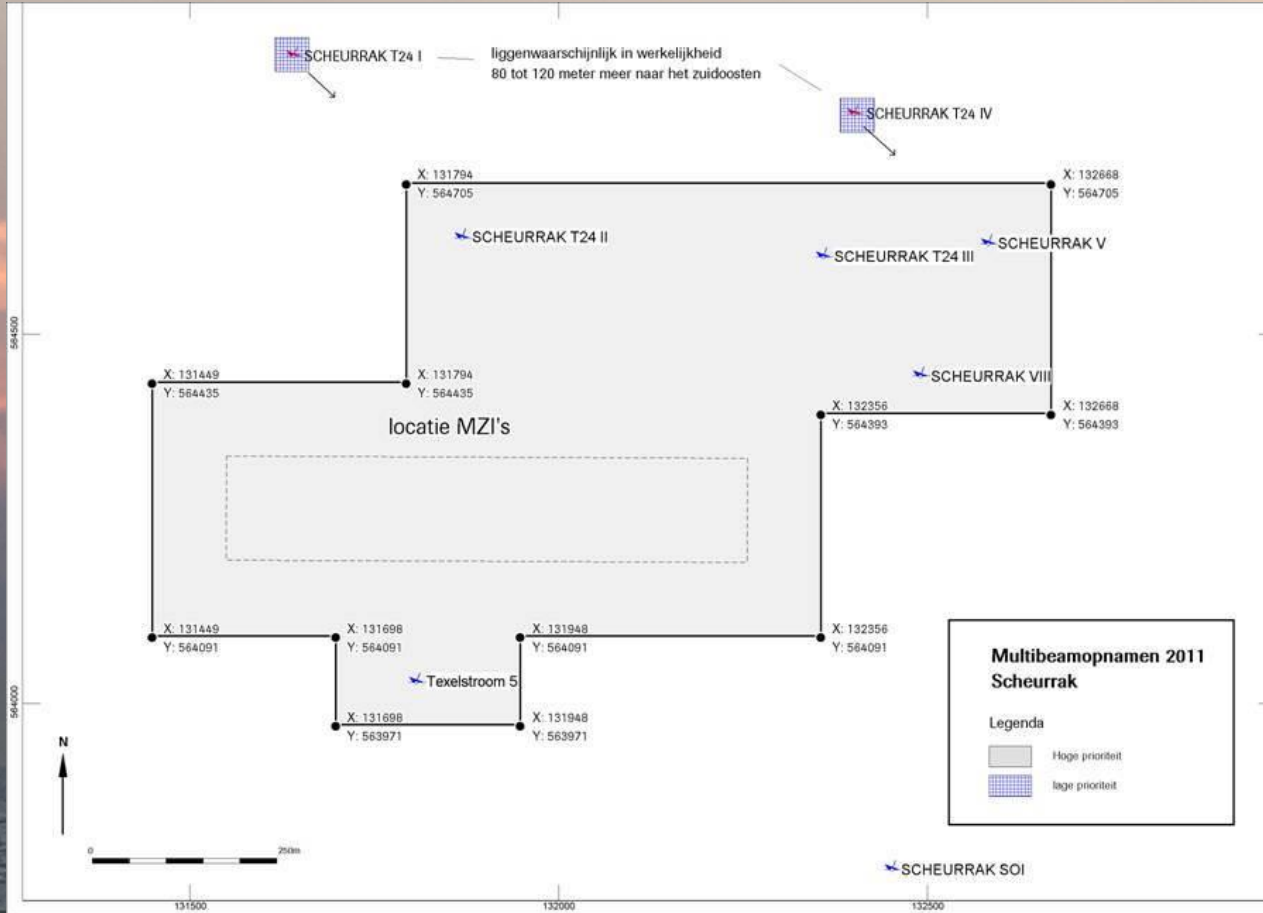 SCHEURRAK T24 I
liggenwaarschijnlijk in werkelijkheid
80 tot 120 meter meer naar het zuidoosten
SCHEURRAK T24 IV
X: 131794
Y: 564705
X: 132668
Y: 564705
SCHEURRAK T24 II
SCHEURRAK T24 III
SCHEURRAK V
564500
X: 131449
Y: 564435
X: 131794
Y: 564435
SCHEURRAK VIII
X: 132356
Y: 564393
X: 132668
Y: 564393
locatie MZI's
X: 131449
Y: 564091
X: 131698
Y: 564091
X: 131948
Y: 564091
X: 132356
Y: 564091
Texelstroom 5
564000
X: 131698
Y: 563971
X: 131948
Y: 563971
Multibeamopnamen 2011
Scheurrak
Legenda
Hoge prioriteit
lage prioriteit
N
0 250m
SCHEURRAK SOI
131500 132000 132500